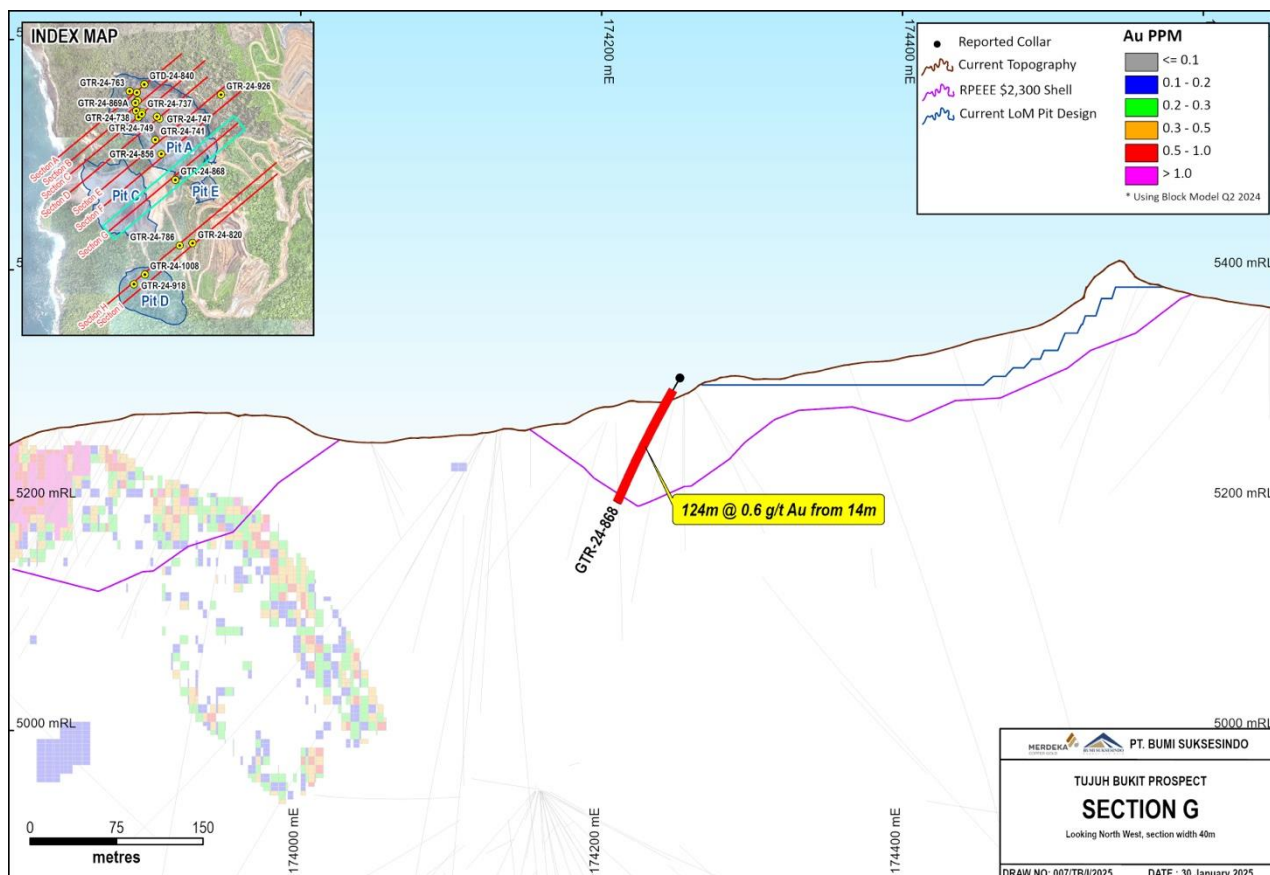 INDEX MAP
GTR-24-763
GTD-24-840
GTR-24-926
GTR-24-869A
GTR-24-737
GTR-24-738
GTR-24-747
GTR-24-749
GTR-24-741
GTR-24-856
Pit A
GTR-24-868
Pit C
Pit E
Section A
Section B
Section C
Section D
Section E
Section F
Section G
GTR-24-786
GTR-24-820
GTR-24-1008
GTR-24-918
Pit D
Section H
Section I
174200 mE
174400 mE
Reported Collar
Current Topography
RPEEE $2,300 Shell
Current LoM Pit Design
Au PPM
<= 0.1
0.1 - 0.2
0.2 - 0.3
0.3 - 0.5
0.5 - 1.0
> 1.0
* Using Block Model Q2 2024
5400 mRL
5200 mRL
5200 mRL
124m @ 0.6 g/t Au from 14m
GTR-24-868
5000 mRL
5000 mRL
0 75 150
metres
174000 mE
174200 mE
174400 mE
MERDEKA
COPPER GOLD
BUMI SUKSESINDO
PT. BUMI SUKSESINDO
TUJUH BUKIT PROSPECT
SECTION G
Looking North West, section width 40m
DRAW NO: 007/TB/I/2025 DATE : 30 January 2025